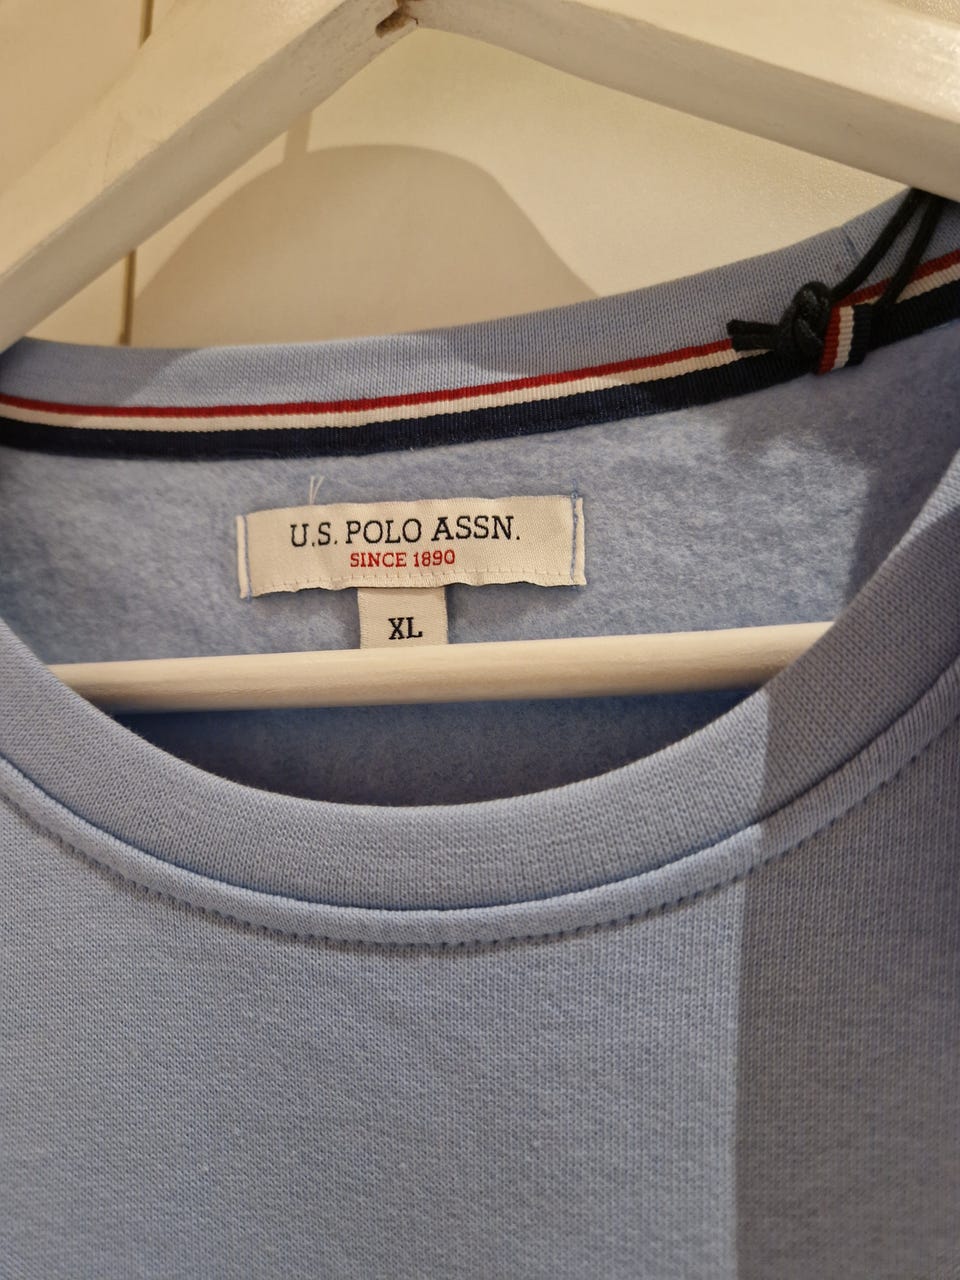 U.S. POLO ASSN.
SINCE 1890
XL